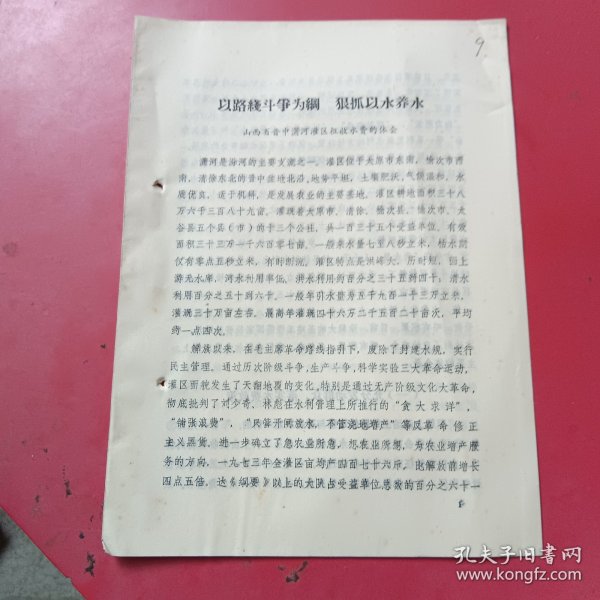 9
以路綫斗爭为綱　狠抓以水养水
山西省晋中潇河灌区征收水费的体会
潇河是汾河的主要支流之一。灌区位于太原市东南，榆次市西
南，清徐东北的晋中盆地北沿，地势平坦，土壤肥沃，气候温和，水
质优良，适于机耕，是发展农业的主要基地。灌区耕地面积三十八
万六千三百八十九亩。灌溉着太原市、清徐、榆次县、榆次市、太
谷县五个县（市）的十三个公社，共一百三十五个受益单位。有效
面积三十三万一千六百零七亩。一般来水量七至八秒立米，枯水期
仅有零点五秒立米，有时断流。灌区特点是洪峰大，历时短，因上
游无水库，河水利用率低，洪水利用约百分之三十五到四十；清水
利用百分之五十到六十。一般年引水量为五千九百一十三万立米，
灌溉三十万亩左右。最高年灌溉四十六万二千五百二十亩次，平均
约一点四次。
解放以来，在毛主席革命路线指引下，废除了封建水规，实行
民主管理。通过历次阶级斗争，生产斗争，科学实验三大革命运动，
灌区面貌发生了天翻地覆的变化，特别是通过无产阶级文化大革命，
彻底批判了刘少奇、林彪在水利管理上所推行的“贪大求洋”，
“铺张浪费”，“只管开闸放水，不管浇地增产”等反革命修正
主义黑货，进一步确立了急农业所急，想农业所想，为农业增产服
务的方向，一九七三年全灌区亩均产四百七十六斤，比解放前增长
四点五倍。达《纲要》以上的大队占受益单位总数的百分之六十一
孔夫子旧书网
www.kongfz.com